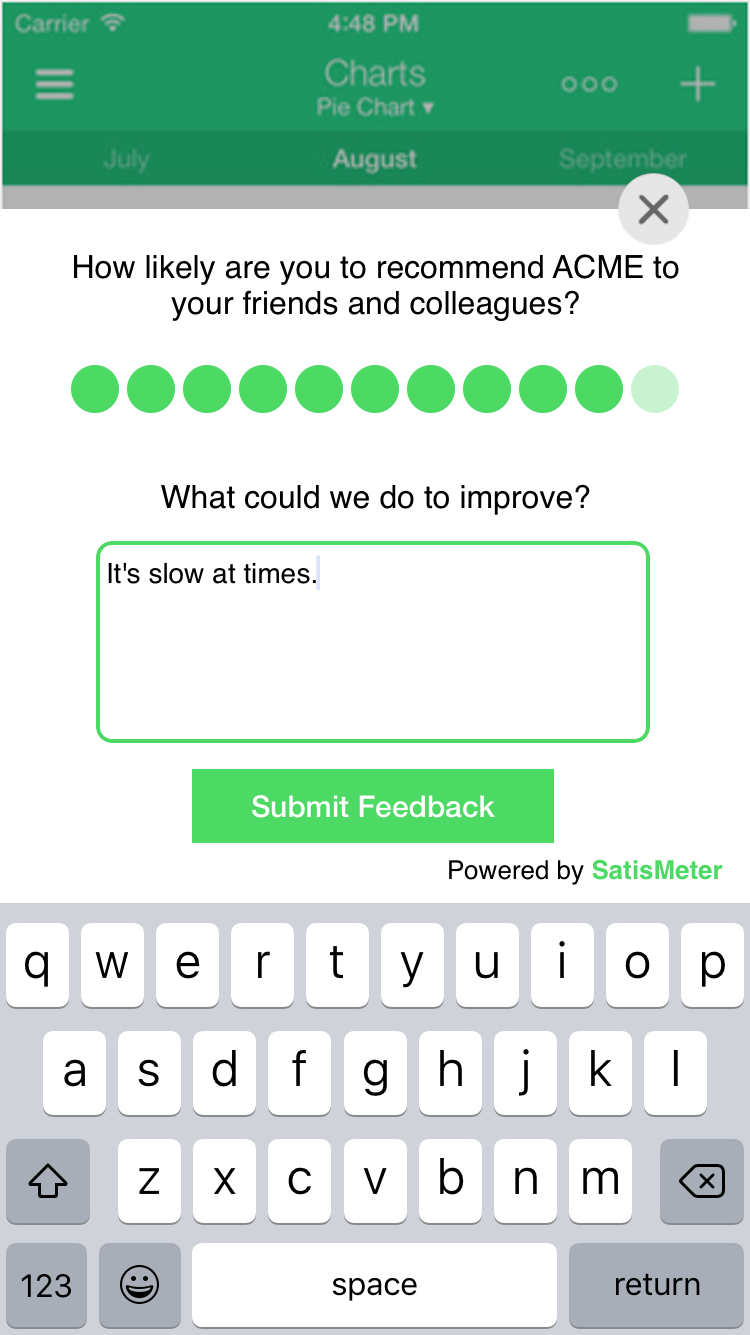 Carrier 4:48 PM
Charts
Pie Chart ▾
July August September
How likely are you to recommend ACME to
your friends and colleagues?
What could we do to improve?
It's slow at times.
Submit Feedback
Powered by SatisMeter
q w e r t y u i o p
a s d f g h j k l
z x c v b n m
123 space return